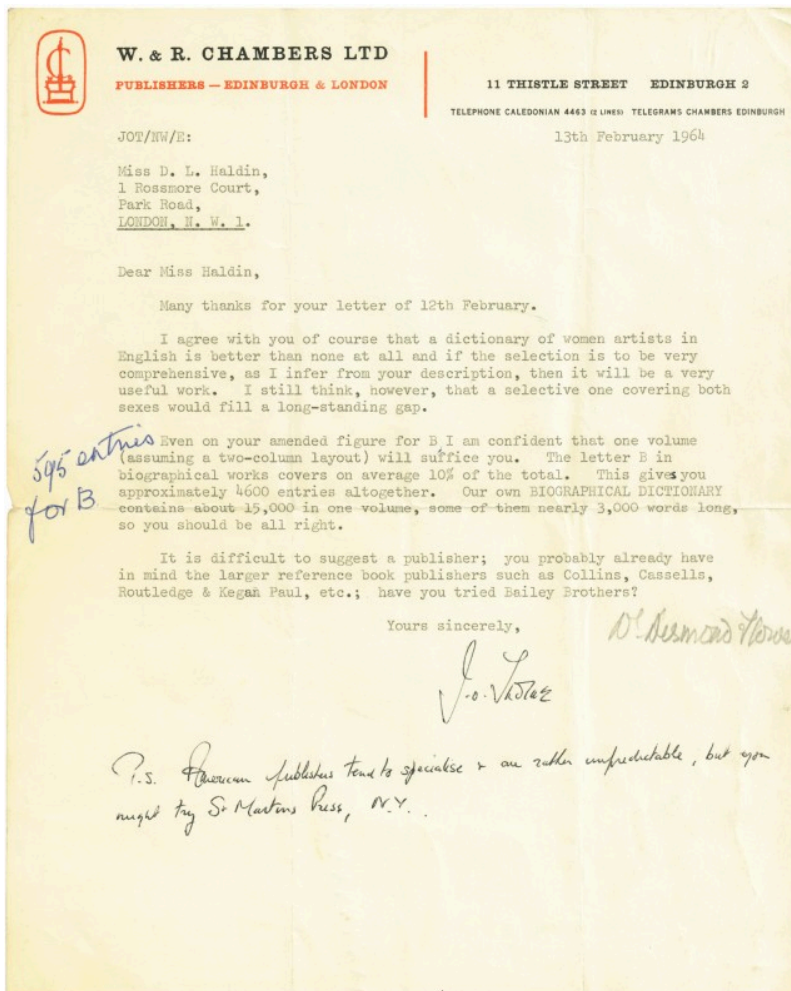 W. & R. CHAMBERS LTD
PUBLISHERS — EDINBURGH & LONDON
11 THISTLE STREET EDINBURGH 2
TELEPHONE CALEDONIAN 4463 (2 LINES) TELEGRAMS CHAMBERS EDINBURGH
JOT/NW/E:
13th February 1964
Miss D. L. Haldin,
1 Rossmore Court,
Park Road,
LONDON, N. W. 1.
Dear Miss Haldin,
Many thanks for your letter of 12th February.
I agree with you of course that a dictionary of women artists in
English is better than none at all and if the selection is to be very
comprehensive, as I infer from your description, then it will be a very
useful work. I still think, however, that a selective one covering both
sexes would fill a long-standing gap.
595 entries
for B
Even on your amended figure for B, I am confident that one volume
(assuming a two-column layout) will suffice you. The letter B in
biographical works covers on average 10% of the total. This gives you
approximately 4600 entries altogether. Our own BIOGRAPHICAL DICTIONARY
contains about 15,000 in one volume, some of them nearly 3,000 words long,
so you should be all right.
It is difficult to suggest a publisher; you probably already have
in mind the larger reference book publishers such as Collins, Cassells,
Routledge & Kegan Paul, etc.; have you tried Bailey Brothers?
Yours sincerely,
Dr. Desmond
J.O.
P.S. American publishers tend to specialise & are rather unpredictable, but you
might try St Martins Press, N.Y.